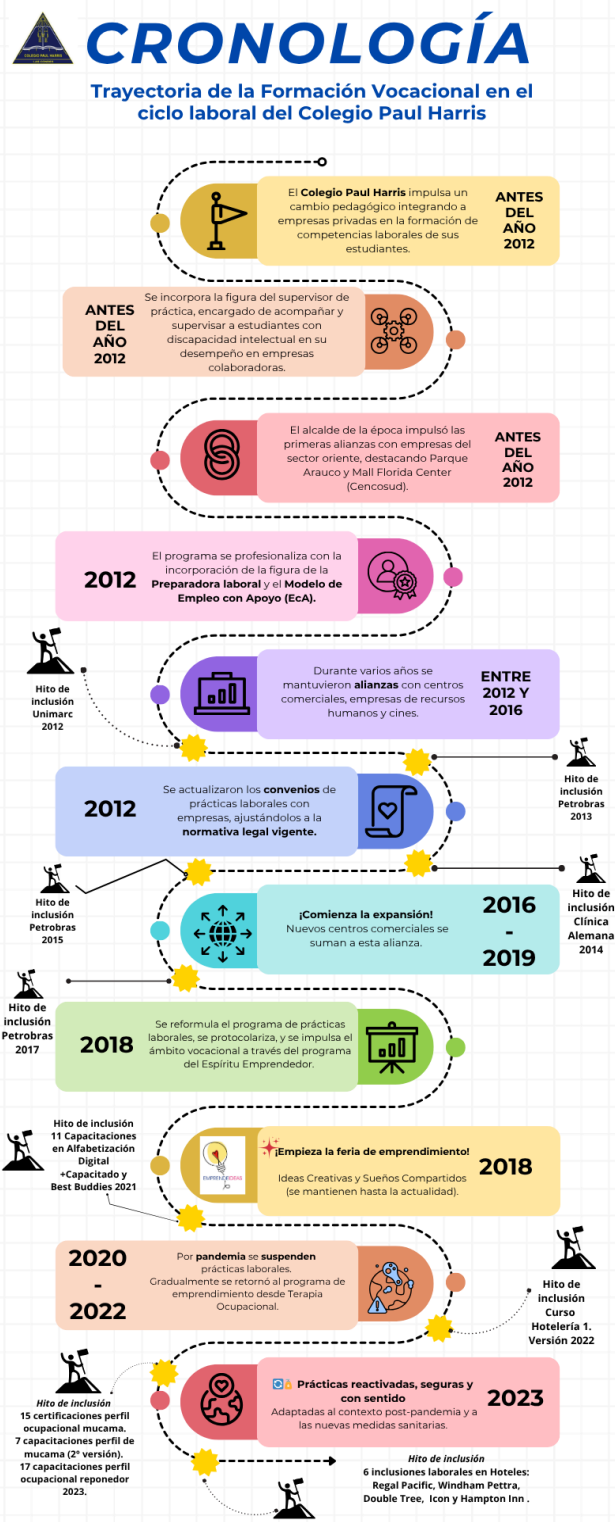 COLEGIO PAUL HARRIS
CRONOLOGÍA
Trayectoria de la Formación Vocacional en el
ciclo laboral del Colegio Paul Harris
El Colegio Paul Harris impulsa un
cambio pedagógico integrando a
empresas privadas en la formación de
competencias laborales de sus
estudiantes.
ANTES
DEL
AÑO
2012
ANTES
DEL
AÑO
2012
Se incorpora la figura del supervisor de
práctica, encargado de acompañar y
supervisar a estudiantes con
discapacidad intelectual en su
desempeño en empresas
colaboradoras.
El alcalde de la época impulsó las
primeras alianzas con empresas del
sector oriente, destacando Parque
Arauco y Mall Florida Center
(Cencosud).
ANTES
DEL
AÑO
2012
2012
El programa se profesionaliza con la
incorporación de la figura de la
Preparadora laboral y el Modelo de
Empleo con Apoyo (EcA).
Hito de
inclusión
Unimarc
2012
Durante varios años se
mantuvieron alianzas con centros
comerciales, empresas de recursos
humanos y cines.
ENTRE
2012 Y
2016
Hito de
inclusión
Petrobras
2013
2012
Se actualizaron los convenios de
prácticas laborales con
empresas, ajustándolos a la
normativa legal vigente.
Hito de
inclusión
Petrobras
2015
Hito de
inclusión
Clínica
Alemana
2014
¡Comienza la expansión!
Nuevos centros comerciales se
suman a esta alianza.
2016
-
2019
Hito de
inclusión
Petrobras
2017
2018
Se reformula el programa de prácticas
laborales, se protocolariza, y se impulsa el
ámbito vocacional a través del programa
del Espíritu Emprendedor.
Hito de inclusión
11 Capacitaciones
en Alfabetización
Digital
+Capacitado y
Best Buddies 2021
EMPRENDEIDEAS
¡Empieza la feria de emprendimiento!
Ideas Creativas y Sueños Compartidos
(se mantienen hasta la actualidad).
2018
2020
-
2022
Por pandemia se suspenden
prácticas laborales.
Gradualmente se retornó al programa de
emprendimiento desde Terapia
Ocupacional.
Hito de
inclusión
Curso
Hotelería 1.
Versión 2022
Prácticas reactivadas, seguras y
con sentido
Adaptadas al contexto post-pandemia y a
las nuevas medidas sanitarias.
2023
Hito de inclusión
15 certificaciones perfil
ocupacional mucama.
7 capacitaciones perfil de
mucama (2° versión).
17 capacitaciones perfil
ocupacional reponedor
2023.
Hito de inclusión
6 inclusiones laborales en Hoteles:
Regal Pacific, Windham Pettra,
Double Tree, Icon y Hampton Inn .